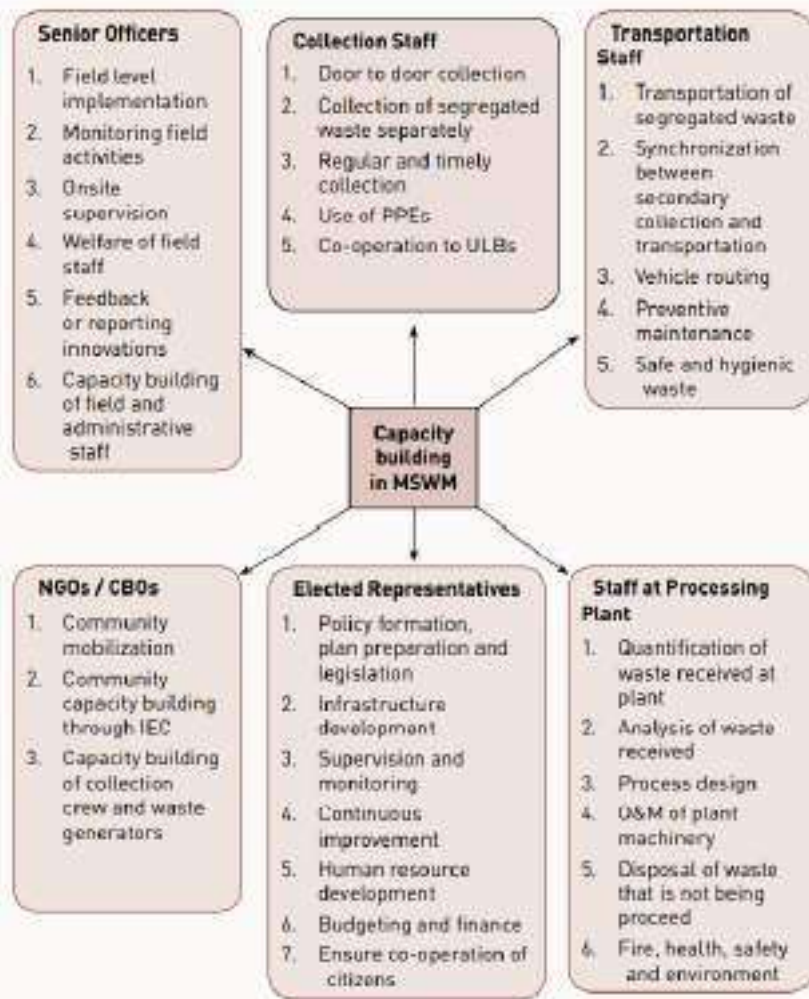 Senior Officers
1. Field level
implementation
2. Monitoring field
activities
3. Onsite
supervision
4. Welfare of field
staff
5. Feedback
or reporting
innovations
6. Capacity building
of field and
administrative
staff
Collection Staff
1. Door to door collection
2. Collection of segregated
waste separately
3. Regular and timely
collection
4. Use of PPEs
5. Co-operation to ULBs
Transportation
Staff
1. Transportation of
segregated waste
2. Synchronization
between
secondary
collection and
transportation
3. Vehicle routing
4. Preventive
maintenance
5. Safe and hygienic
waste
Capacity
building
in MSWM
NGOs / CBOs
1. Community
mobilization
2. Community
capacity building
through IEC
3. Capacity building
of collection
crew and waste
generators
Elected Representatives
1. Policy formation,
plan preparation and
legislation
2. Infrastructure
development
3. Supervision and
monitoring
4. Continuous
improvement
5. Human resource
development
6. Budgeting and finance
7. Ensure co-operation of
citizens
Staff at Processing
Plant
1. Quantification of
waste received at
plant
2. Analysis of waste
received
3. Process design
4. O&M of plant
machinery
5. Disposal of waste
that is not being
proceed
6. Fire, health, safety
and environment